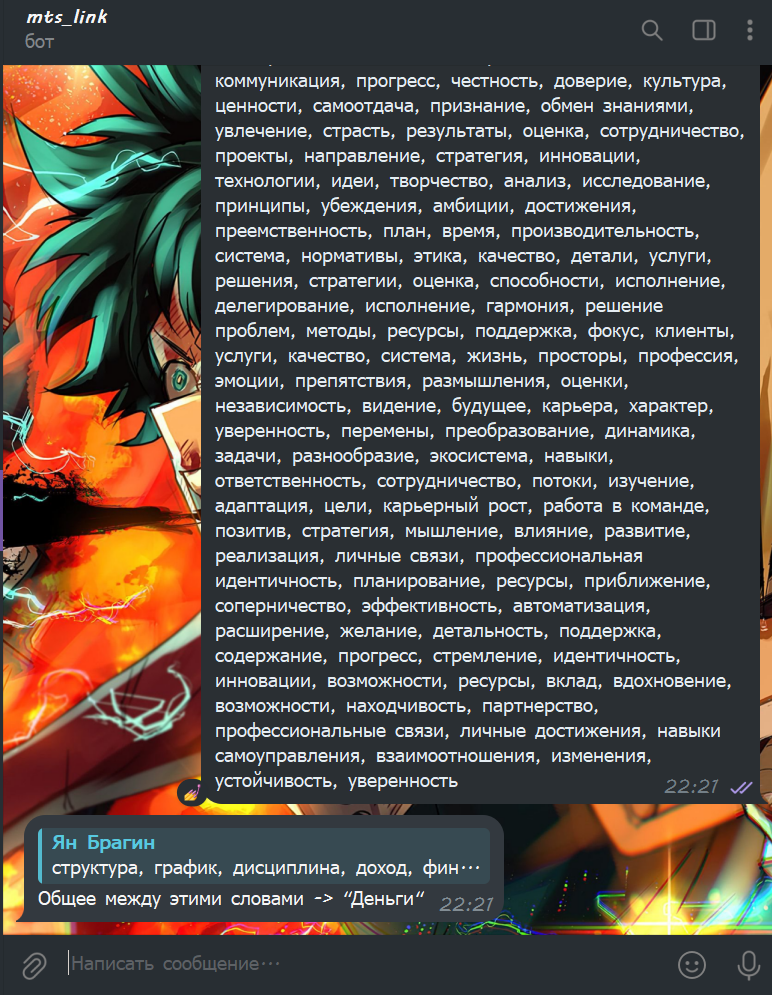 mts_link
бот
коммуникация, прогресс, честность, доверие, культура,
ценности, самоотдача, признание, обмен знаниями,
увлечение, страсть, результаты, оценка, сотрудничество,
проекты, направление, стратегия, инновации,
технологии, идеи, творчество, анализ, исследование,
принципы, убеждения, амбиции, достижения,
преемственность, план, время, производительность,
система, нормативы, этика, качество, детали, услуги,
решения, стратегии, оценка, способности, исполнение,
делегирование, исполнение, гармония, решение
проблем, методы, ресурсы, поддержка, фокус, клиенты,
услуги, качество, система, жизнь, просторы, профессия,
эмоции, препятствия, размышления, оценки,
независимость, видение, будущее, карьера, характер,
уверенность, перемены, преобразование, динамика,
задачи, разнообразие, экосистема, навыки,
ответственность, сотрудничество, потоки, изучение,
адаптация, цели, карьерный рост, работа в команде,
позитив, стратегия, мышление, влияние, развитие,
реализация, личные связи, профессиональная
идентичность, планирование, ресурсы, приближение,
соперничество, эффективность, автоматизация,
расширение, желание, детальность, поддержка,
содержание, прогресс, стремление, идентичность,
инновации, возможности, ресурсы, вклад, вдохновение,
возможности, находчивость, партнерство,
профессиональные связи, личные достижения, навыки
самоуправления, взаимоотношения, изменения,
устойчивость, уверенность
22:21
Ян Брагин
структура, график, дисциплина, доход, фин...
Общее между этими словами -> “Деньги“
22:21
Написать сообщение...